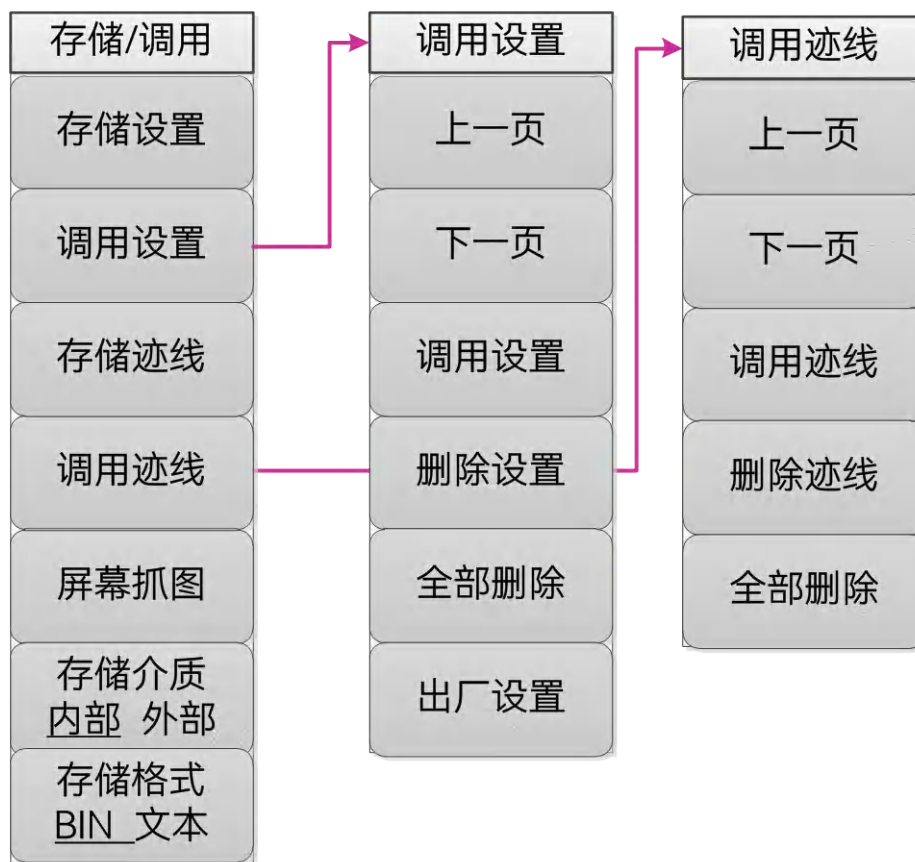 存储/调用
存储设置
调用设置
存储迹线
调用迹线
屏幕抓图
存储介质
内部 外部
存储格式
BIN 文本
调用设置
上一页
下一页
调用设置
删除设置
全部删除
出厂设置
调用迹线
上一页
下一页
调用迹线
删除迹线
全部删除